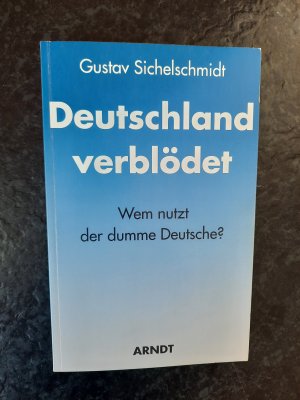 Gustav Sichelschmidt
Deutschland
verblödet
Wem nutzt
der dumme Deutsche?
ARNDT